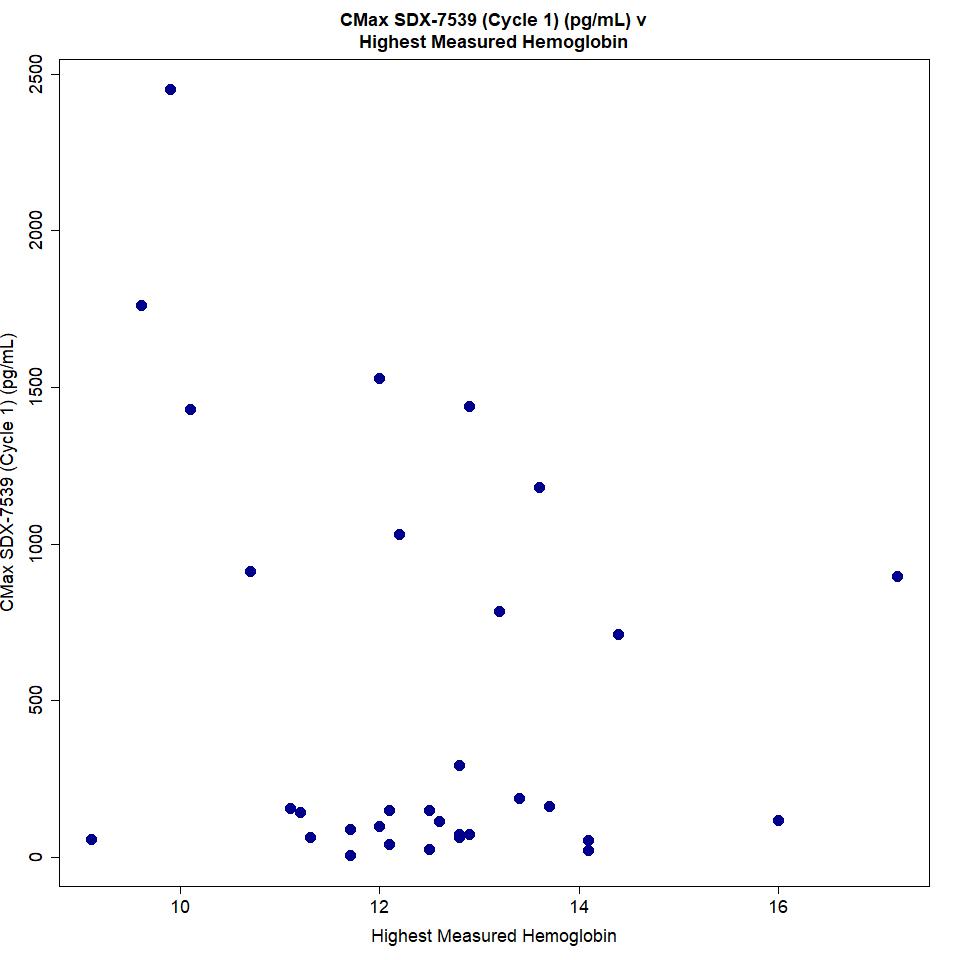 CMax SDX-7539 (Cycle 1) (pg/mL) v
Highest Measured Hemoglobin
2500
2000
1500
1000
500
0
CMax SDX-7539 (Cycle 1) (pg/mL)
10
12
14
16
Highest Measured Hemoglobin